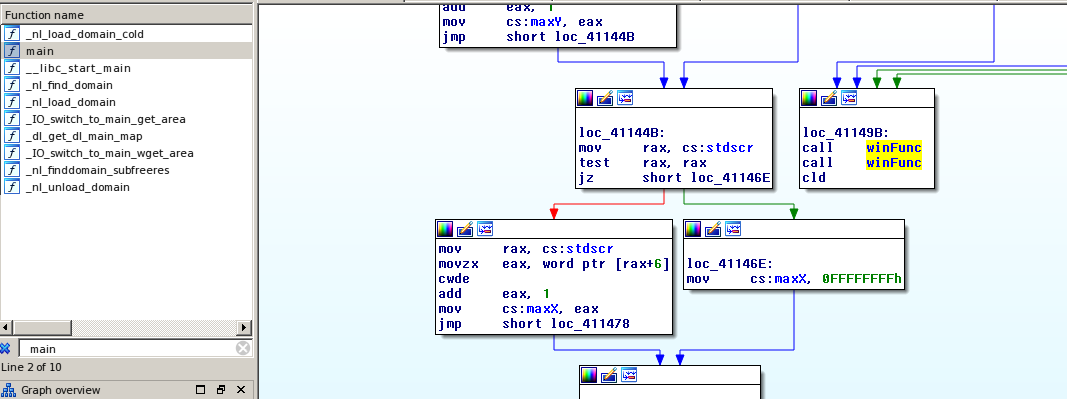 Function name
_nl_load_domain_cold
main
__libc_start_main
_nl_find_domain
_nl_load_domain
_IO_switch_to_main_get_area
_dl_get_dl_main_map
_IO_switch_to_main_wget_area
_nl_finddomain_subfreeres
_nl_unload_domain
main
Line 2 of 10
Graph overview
add eax, 1
mov cs:maxY, eax
jmp short loc_41144B
loc_41144B:
mov rax, cs:stdscr
test rax, rax
jz short loc_41146E
loc_41149B:
call winFunc
call winFunc
cld
mov rax, cs:stdscr
movzx eax, word ptr [rax+6]
cwde
add eax, 1
mov cs:maxX, eax
jmp short loc_411478
loc_41146E:
mov cs:maxX, 0FFFFFFFFh